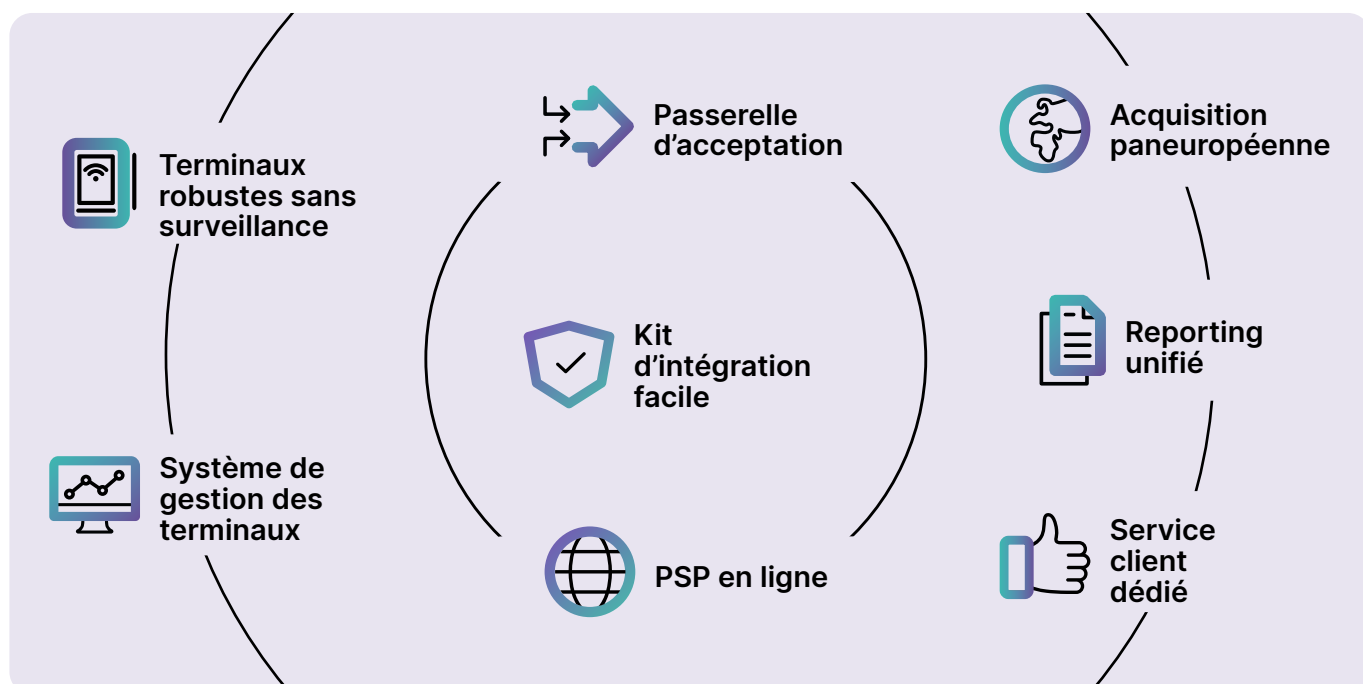 Terminaux
robustes sans
surveillance
Système de
gestion des
terminaux
Passerelle
d’acceptation
Kit
d’intégration
facile
PSP en ligne
Acquisition
paneuropéenne
Reporting
unifié
Service
client
dédié